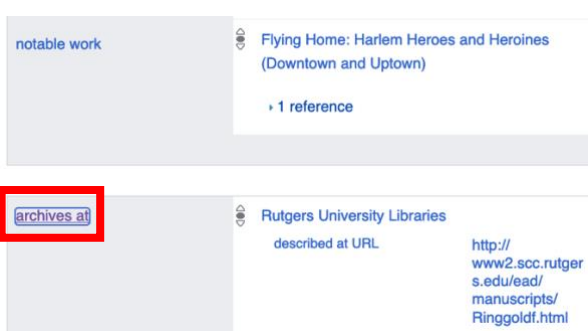 notable work
Flying Home: Harlem Heroes and Heroines
(Downtown and Uptown)
1 reference
archives at
Rutgers University Libraries
described at URL
http://
www2.scc.rutger
s.edu/ead/
manuscripts/
Ringgoldf.html